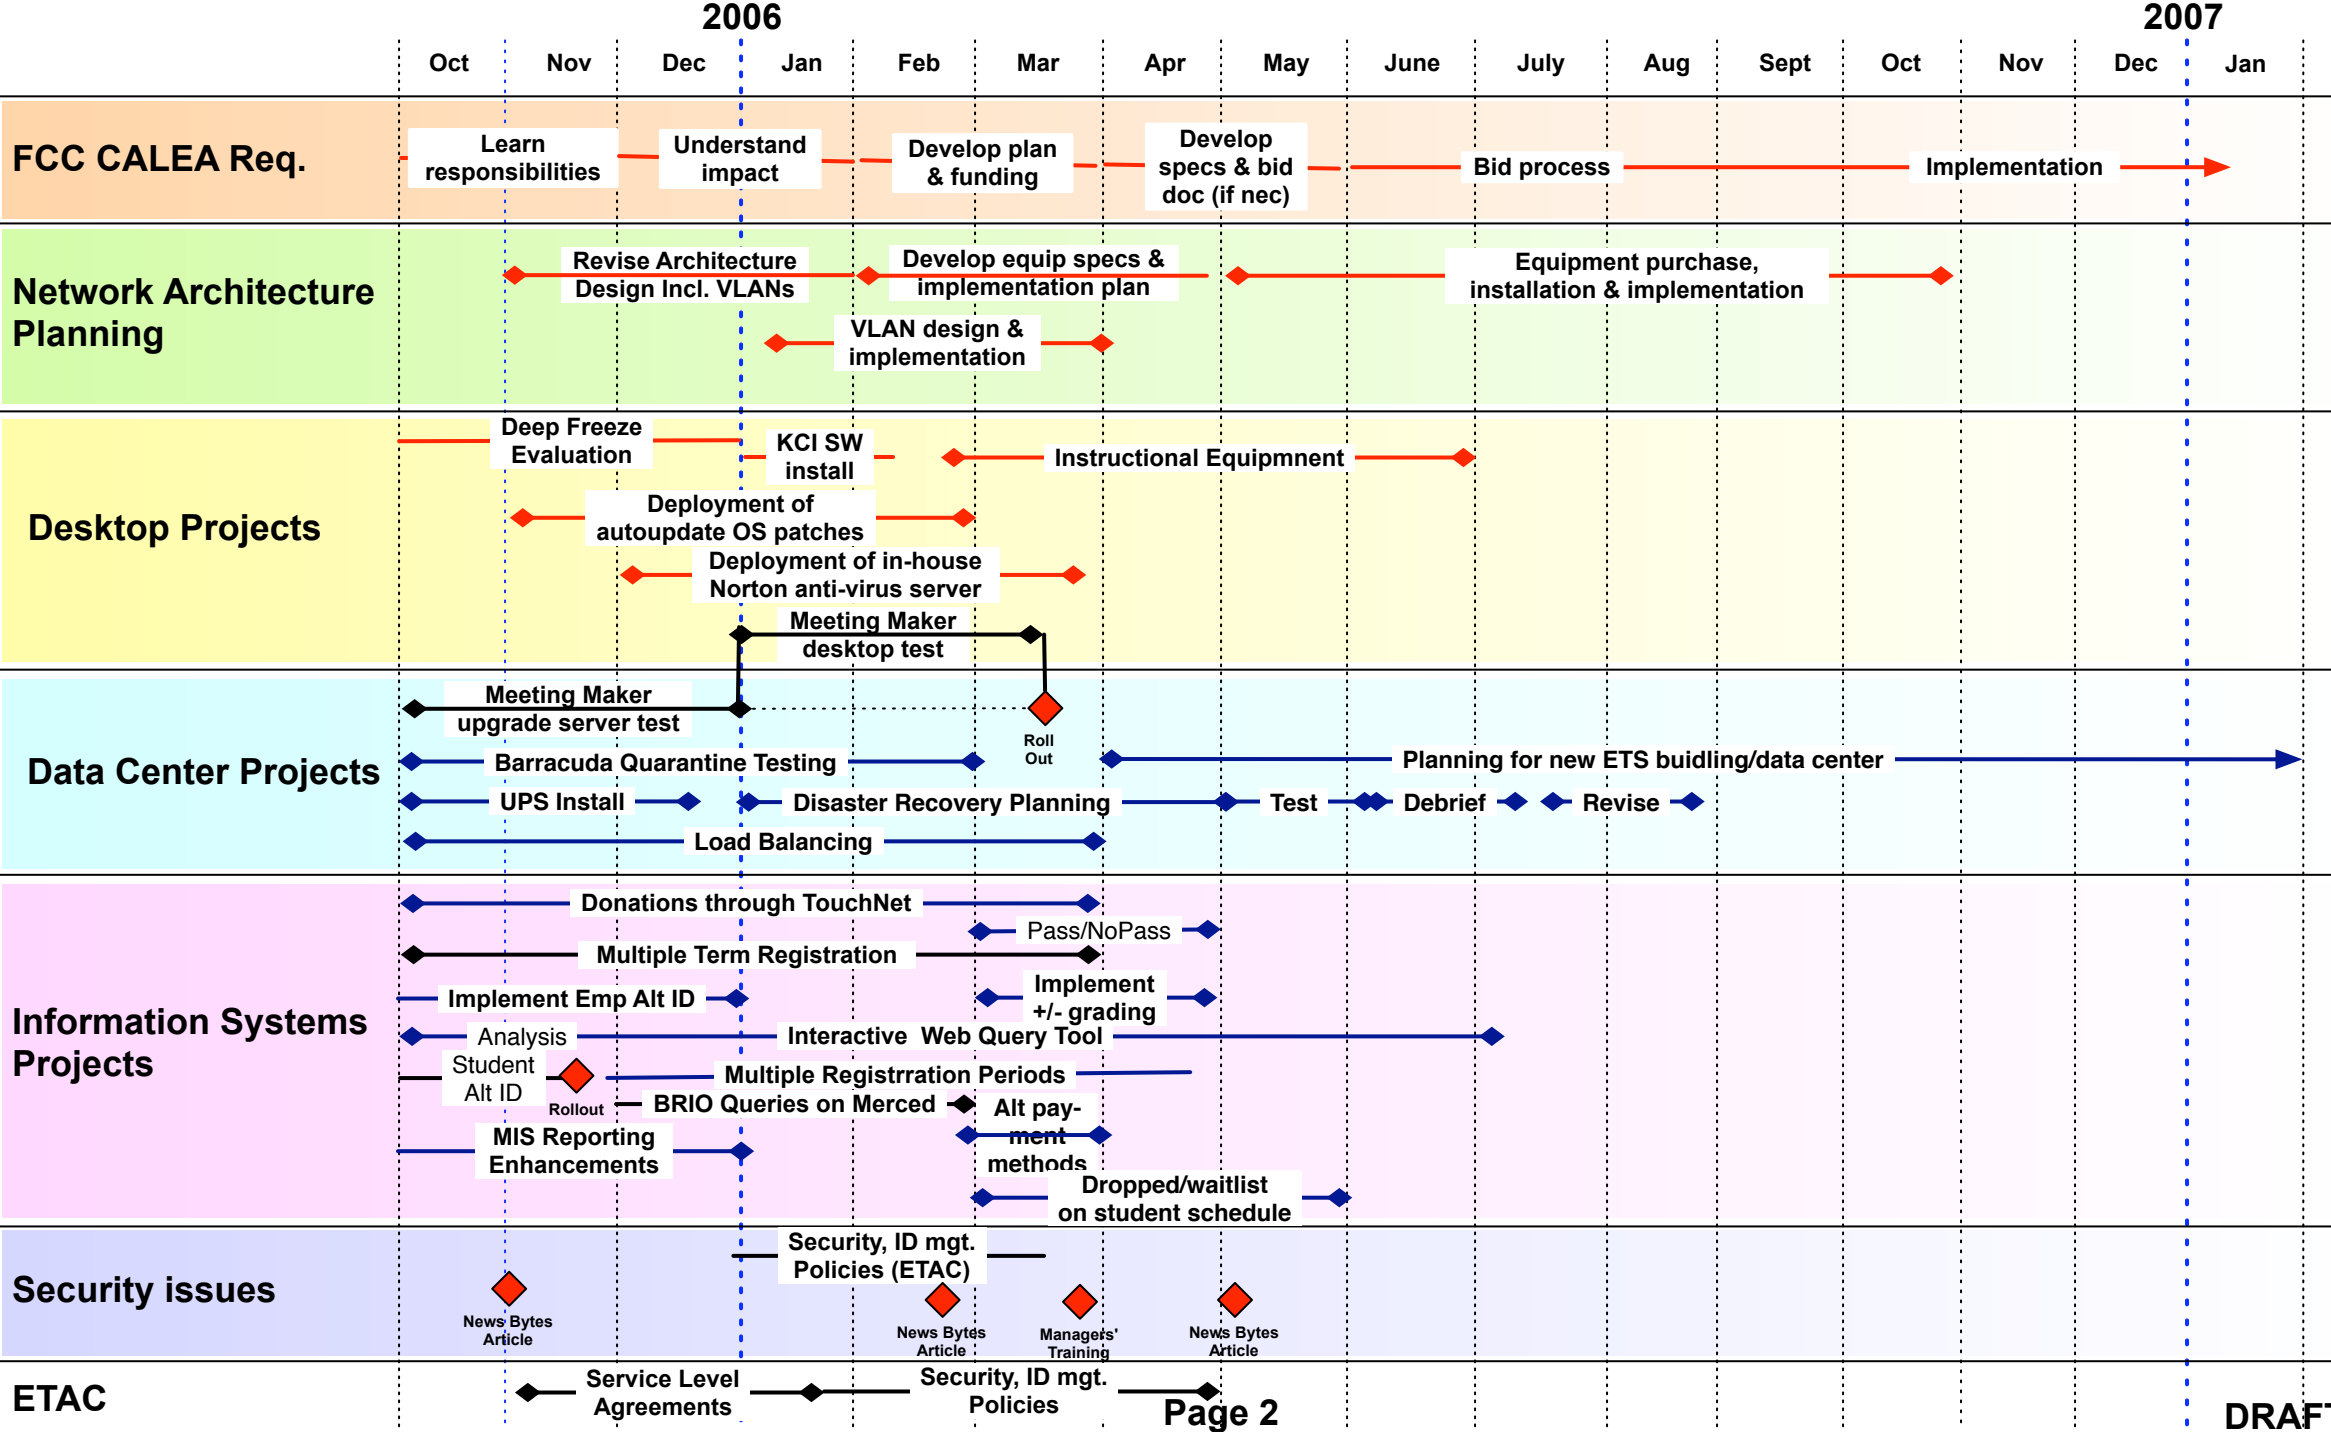 2006
2007
Oct
Nov
Dec
Jan
Feb
Mar
Apr
May
June
July
Aug
Sept
Oct
Nov
Dec
Jan
FCC CALEA Req.
Learn
responsibilities
Understand
impact
Develop plan
& funding
Develop
specs & bid
doc (if nec)
Bid process
Implementation
Network Architecture
Planning
Revise Architecture
Design Incl. VLANs
Develop equip specs &
implementation plan
Equipment purchase,
installation & implementation
VLAN design &
implementation
Desktop Projects
Deep Freeze
Evaluation
KCI SW
install
Instructional Equipmnent
Deployment of
autoupdate OS patches
Deployment of in-house
Norton anti-virus server
Meeting Maker
desktop test
Data Center Projects
Meeting Maker
upgrade server test
Roll
Out
Barracuda Quarantine Testing
Planning for new ETS buidling/data center
UPS Install
Disaster Recovery Planning
Test
Debrief
Revise
Load Balancing
Information Systems
Projects
Donations through TouchNet
Pass/NoPass
Multiple Term Registration
Implement Emp Alt ID
Implement
+/- grading
Analysis
Interactive  Web Query Tool
Student
Alt ID
Rollout
Multiple Registrration Periods
BRIO Queries on Merced
Alt pay-
ment
methods
MIS Reporting
Enhancements
Dropped/waitlist
on student schedule
Security issues
Security, ID mgt.
Policies (ETAC)
News Bytes
Article
News Bytes
Article
Managers'
Training
News Bytes
Article
ETAC
Service Level
Agreements
Security, ID mgt.
Policies
Page 2
DRAFT